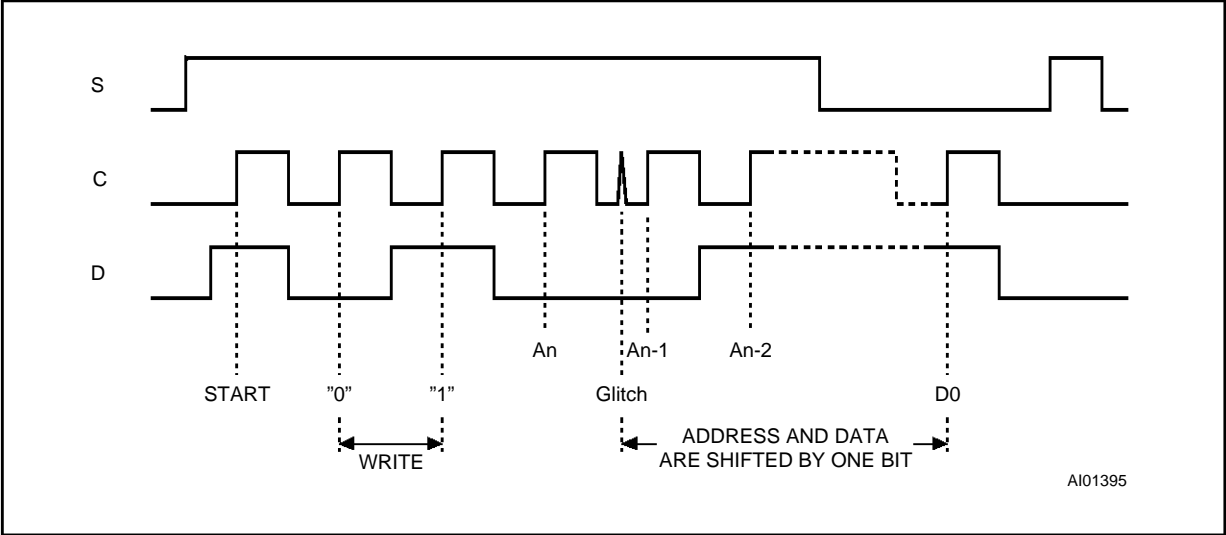 S
C
D
An
An-1
An-2
START
”0”
”1”
Glitch
D0
WRITE
ADDRESS AND DATA
ARE SHIFTED BY ONE BIT
AI01395